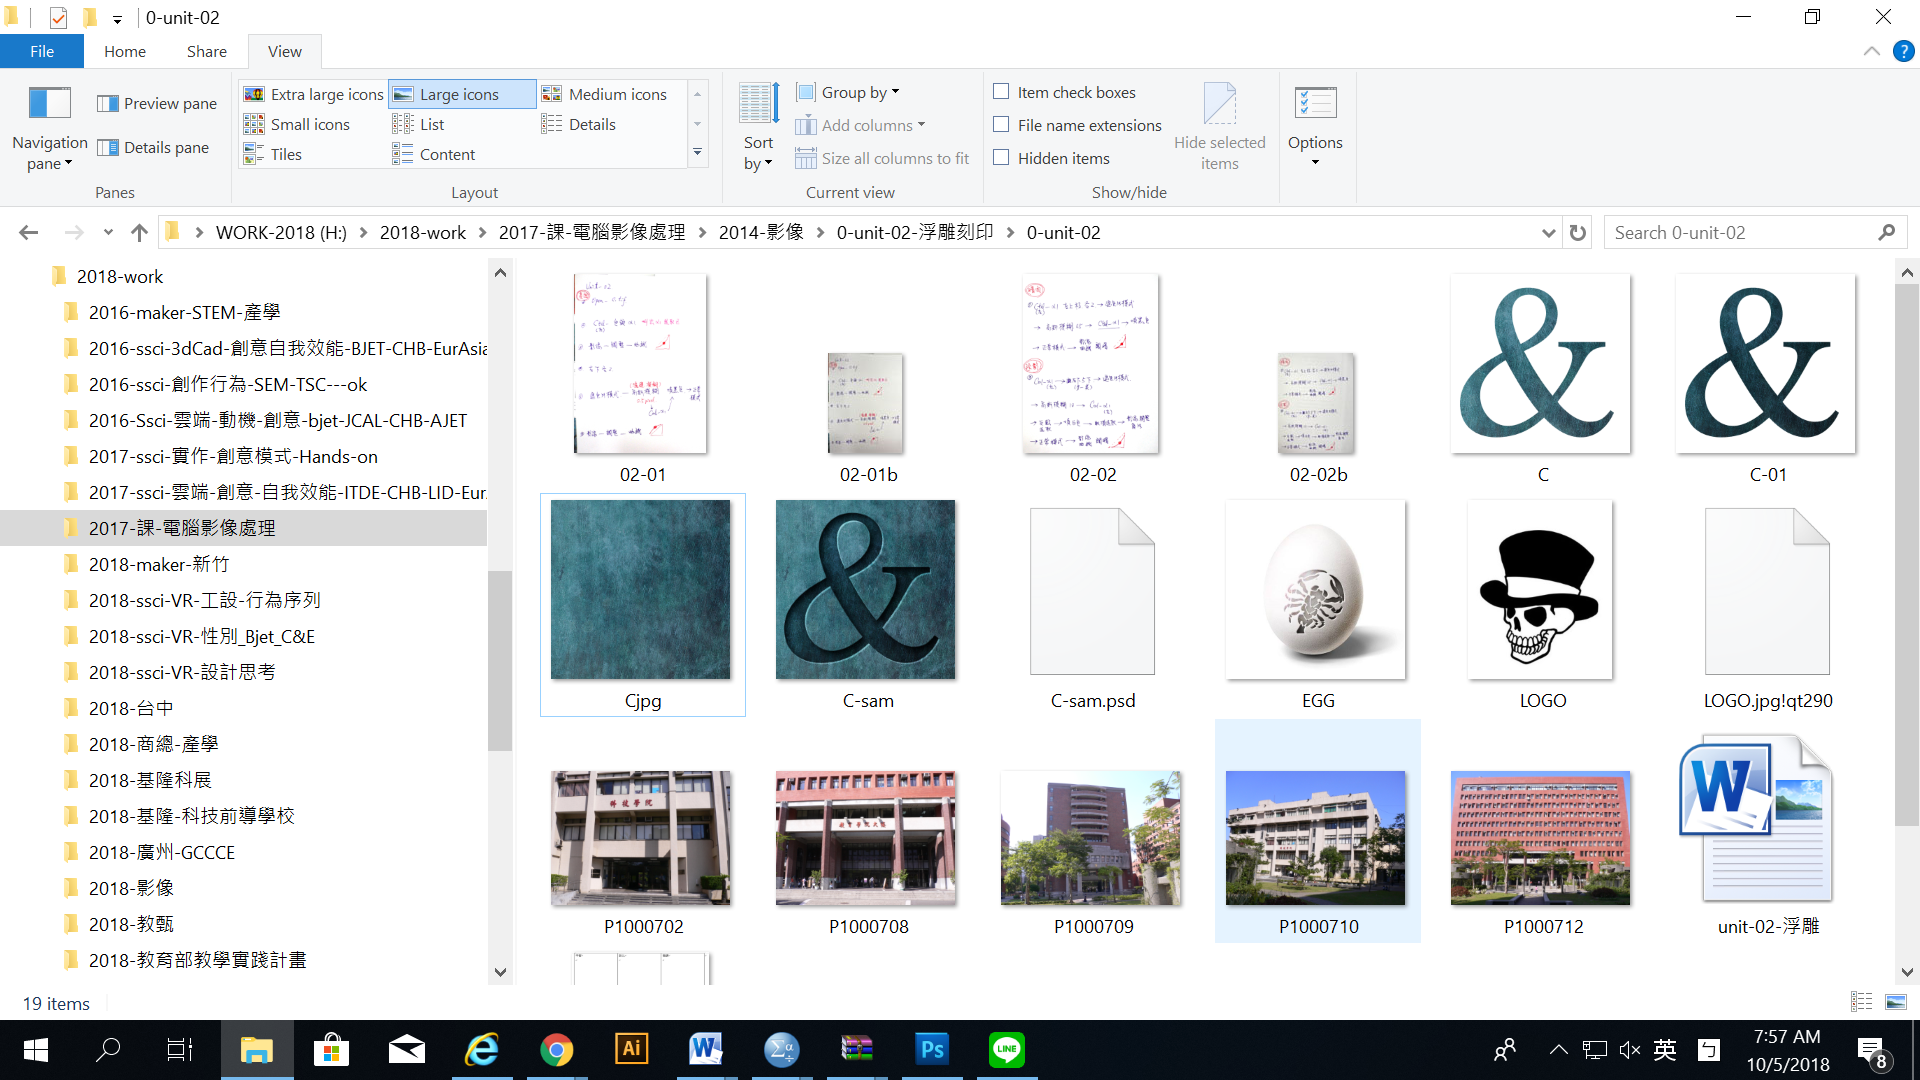 0-unit-02
File
Home
Share
View
Navigation pane
Preview pane
Details pane
Panes
Extra large icons
Large icons
Medium icons
Small icons
List
Details
Tiles
Content
Layout
Sort by
Group by
Add columns
Size all columns to fit
Current view
Item check boxes
File name extensions
Hidden items
Hide selected items
Show/hide
Options
WORK-2018 (H:)
2018-work
2017-課-電腦影像處理
2014-影像
0-unit-02-浮雕刻印
0-unit-02
Search 0-unit-02
2018-work
2016-maker-STEM-產學
2016-ssci-3dCad-創意自我效能-BJET-CHB-EurAsia
2016-ssci-創作行為-SEM-TSC---ok
2016-Ssci-雲端-動機-創意-bjet-JCAL-CHB-AJET
2017-ssci-實作-創意模式-Hands-on
2017-ssci-雲端-創意-自我效能-ITDE-CHB-LID-Eur
2017-課-電腦影像處理
2018-maker-新竹
2018-ssci-VR-工設-行為序列
2018-ssci-VR-性別_Bjet_C&E
2018-ssci-VR-設計思考
2018-台中
2018-商總-產學
2018-基隆科展
2018-基隆-科技前導學校
2018-廣州-GCCCE
2018-影像
2018-教甄
2018-教育部教學實踐計畫
02-01
02-01b
02-02
02-02b
C
C-01
&
&
Cjpg
C-sam
C-sam.psd
EGG
LOGO
LOGO.jpg!qt290
&
科技學院
P1000702
P1000708
P1000709
P1000710
P1000712
unit-02-浮雕
W
19 items
Ai
W
Σα÷
Ps
LINE
英
ㄅ
7:57 AM
10/5/2018
8